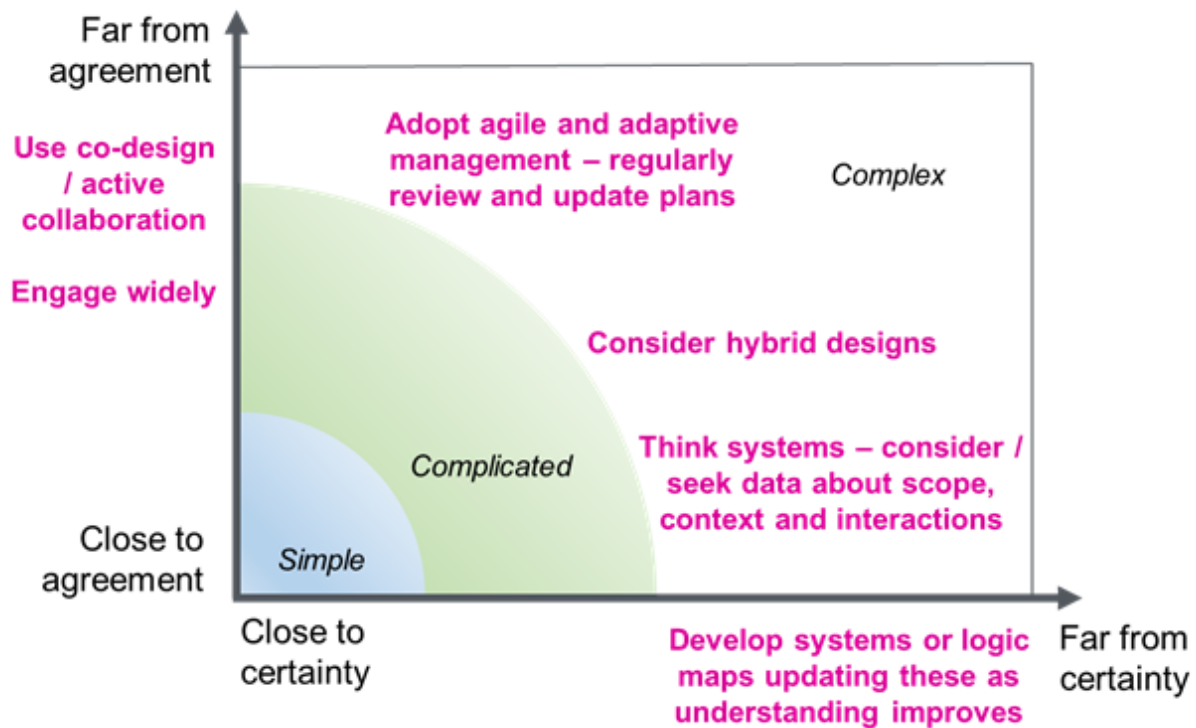 Far from
agreement
Use co-design
/ active
collaboration
Engage widely
Close to
agreement
Adopt agile and adaptive
management – regularly
review and update plans
Complex
Consider hybrid designs
Complicated
Think systems – consider /
seek data about scope,
context and interactions
Simple
Close to
certainty
Develop systems or logic
maps updating these as
understanding improves
Far from
certainty